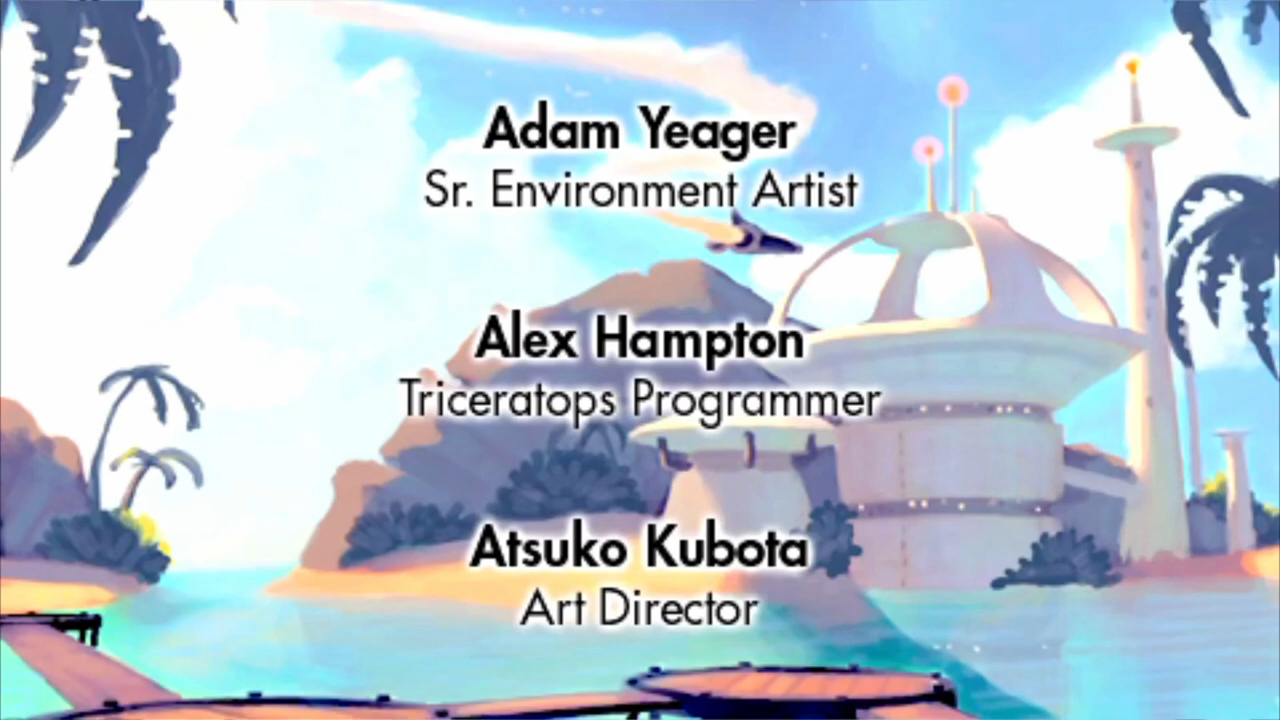 Adam Yeager
Sr. Environment Artist
Alex Hampton
Triceratops Programmer
Atsuko Kubota
Art Director